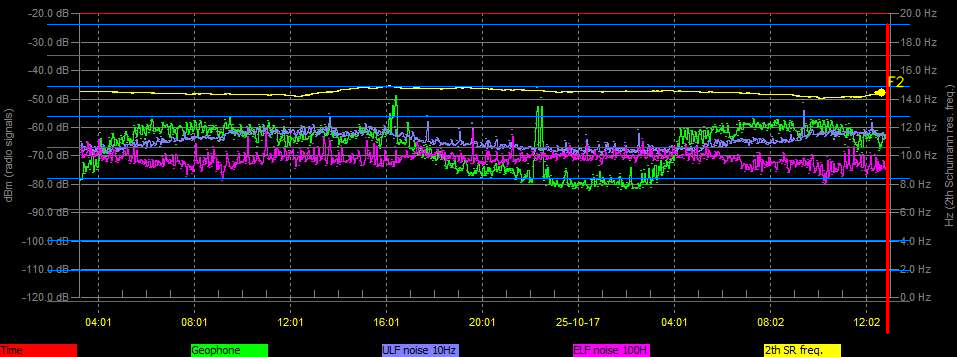 -20.0 dB
-30.0 dB
-40.0 dB
-50.0 dB
-60.0 dB
-70.0 dB
-80.0 dB
-90.0 dB
-100.0 dB
-110.0 dB
-120.0 dB
dBm (radio signals)
20.0 Hz
18.0 Hz
16.0 Hz
14.0 Hz
12.0 Hz
10.0 Hz
8.0 Hz
6.0 Hz
4.0 Hz
2.0 Hz
0.0 Hz
Hz (2th Schumann res. freq.)
F2
04:01 08:01 12:01 16:01 20:01 25-10-17 04:01 08:02 12:02
Time Geophone ULF noise 10Hz ELF noise 100H 2th SR freq.